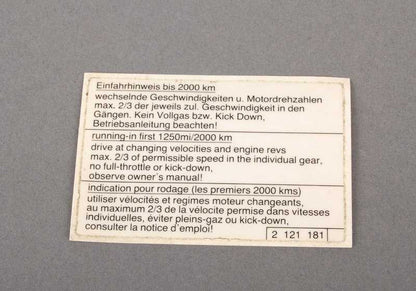 Einfahrhinweis bis 2000 km
wechselnde Geschwindigkeiten u. Motordrehzahlen
max. 2/3 der jeweils zul. Geschwindigkeit in den
Gängen. Kein Vollgas bzw. Kick Down,
Betriebsanleitung beachten!
running-in first 1250mi/2000 km
drive at changing velocities and engine revs
max. 2/3 of permissible speed in the individual gear,
no full-throttle or kick-down,
observe owner's manual!
indication pour rodage (les premiers 2000 kms)
utiliser vélocités et regimes moteur changeants,
au maximum 2/3 de la vélocite permise dans vitesses
individuelles, éviter pleins-gaz ou kick-down,
consulter la notice d'emploi!
2 121 181